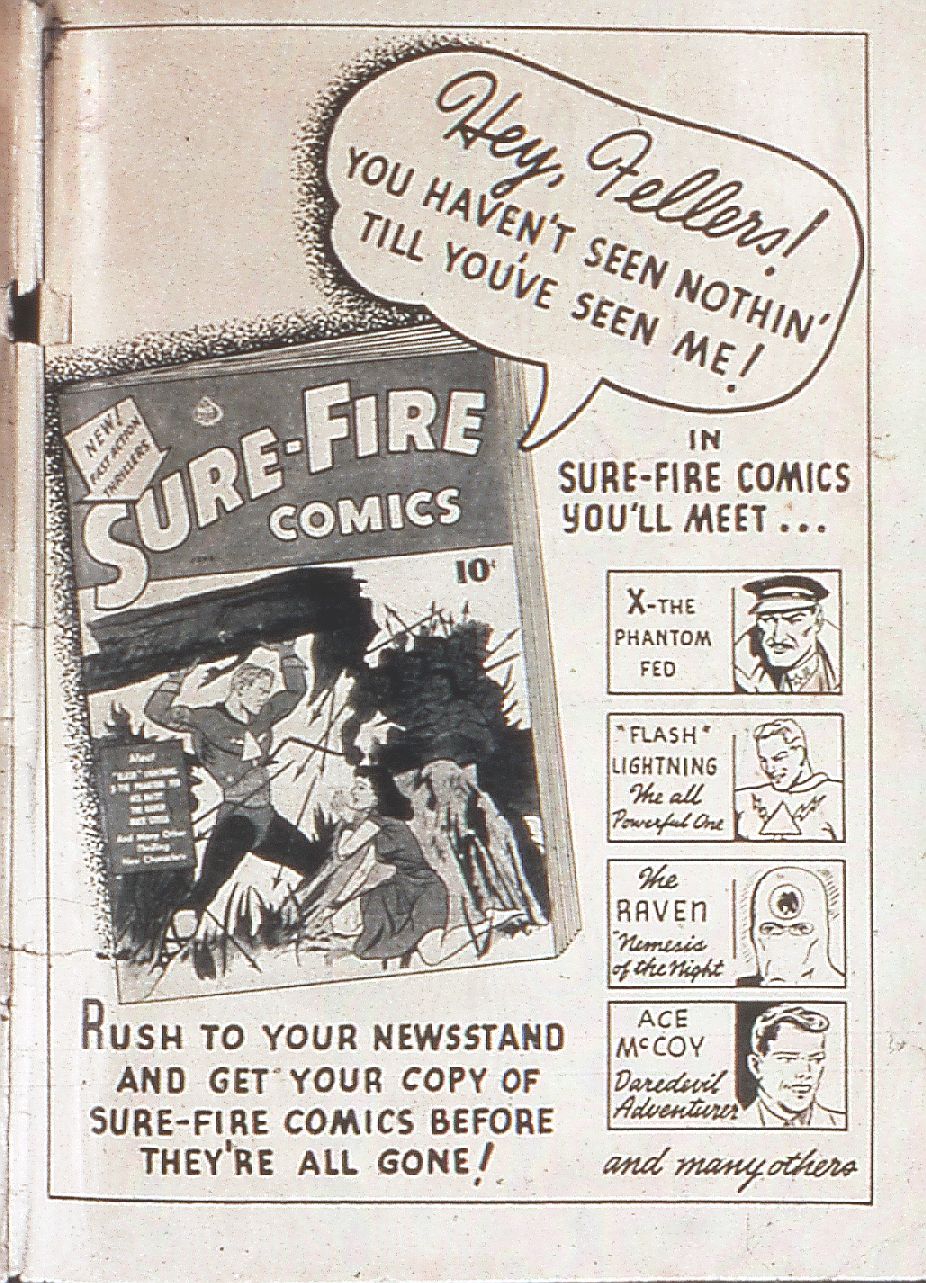 Hey, Fellers!
YOU HAVEN'T SEEN NOTHIN'
TILL YOU'VE SEEN ME!
NEW!
FAST ACTION
THRILLERS
SURE-FIRE
COMICS
10¢
IN
SURE-FIRE COMICS
YOU'LL MEET ...
X-THE
PHANTOM
FED
"FLASH"
LIGHTNING
The all
Powerful One
The
RAVEN
"Nemesis
of the Night
ACE
McCOY
Daredevil
Adventurer
and many others
RUSH TO YOUR NEWSSTAND
AND GET YOUR COPY OF
SURE-FIRE COMICS BEFORE
THEY'RE ALL GONE!